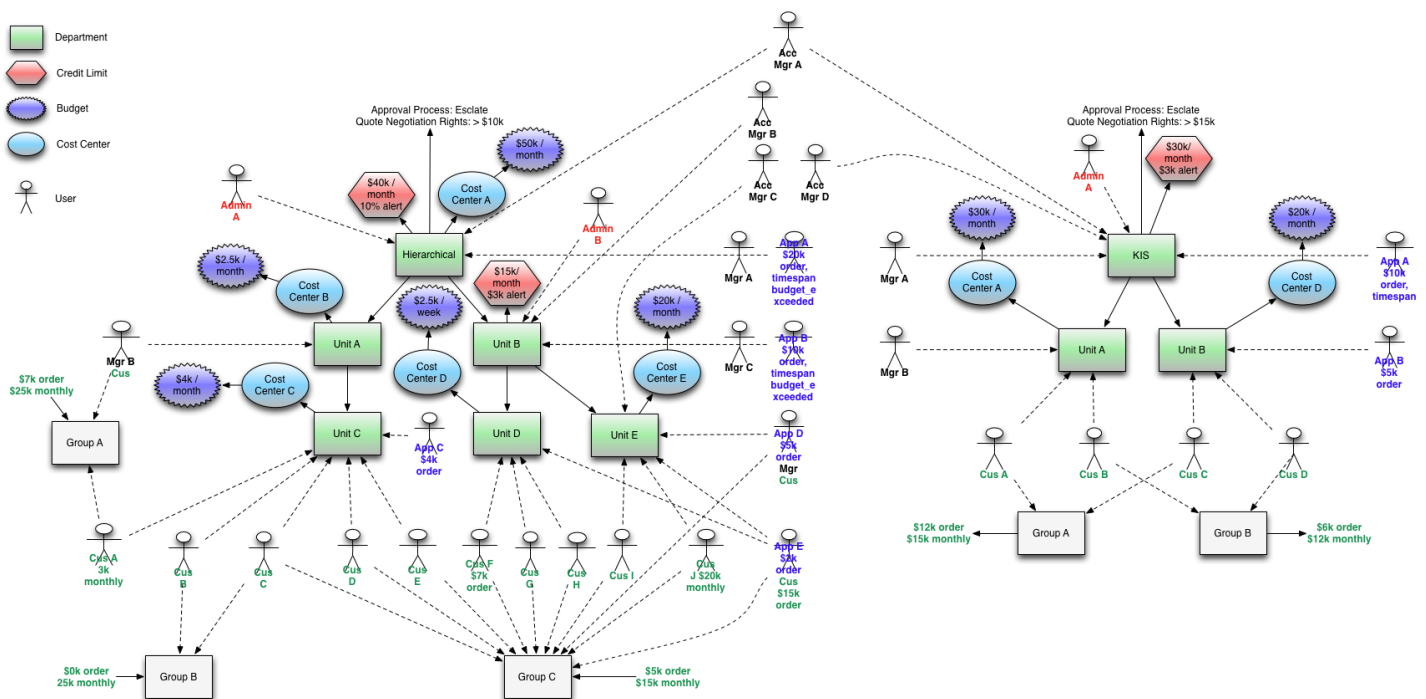 Department
Credit Limit
Budget
Cost Center
User
Acc
Mgr A
Acc
Mgr B
Acc
Mgr C
Acc
Mgr D
Approval Process: Esclate
Quote Negotiation Rights: > $10k
$50k /
month
$40k /
month
10% alert
Cost
Center A
Admin
A
Admin
B
Hierarchical
$2.5k /
month
Cost
Center B
$15k/
month
$3k alert
$2.5k /
week
$20k /
month
Mgr A
App A
$20k
order,
timespan
budget_e
xceeded
Unit A
Unit B
Mgr B
Cus
Mgr C
App B
$10k
order,
timespan
budget_e
xceeded
$7k order
$25k monthly
$4k /
month
Cost
Center C
Cost
Center D
Cost
Center E
Group A
Unit C
App C
$4k
order
Unit D
Unit E
App D
$5k
order
Mgr
Cus
Cus A
3k
monthly
Cus
B
Cus
C
Cus
D
Cus
E
Cus F
$7k
order
Cus
G
Cus
H
Cus I
Cus
J $20k
monthly
App E
$2k
order
Cus
$15k
order
$0k order
25k monthly
Group B
Group C
$5k order
$15k monthly
Approval Process: Esclate
Quote Negotiation Rights: > $15k
Admin
A
$30k/
month
$3k alert
$30k /
month
$20k /
month
Mgr A
Cost
Center A
KIS
Cost
Center D
App A
$10k
order,
timespan
Mgr B
Unit A
Unit B
App B
$5k
order
Cus A
Cus B
Cus C
Cus D
$12k order
$15k monthly
Group A
Group B
$6k order
$12k monthly